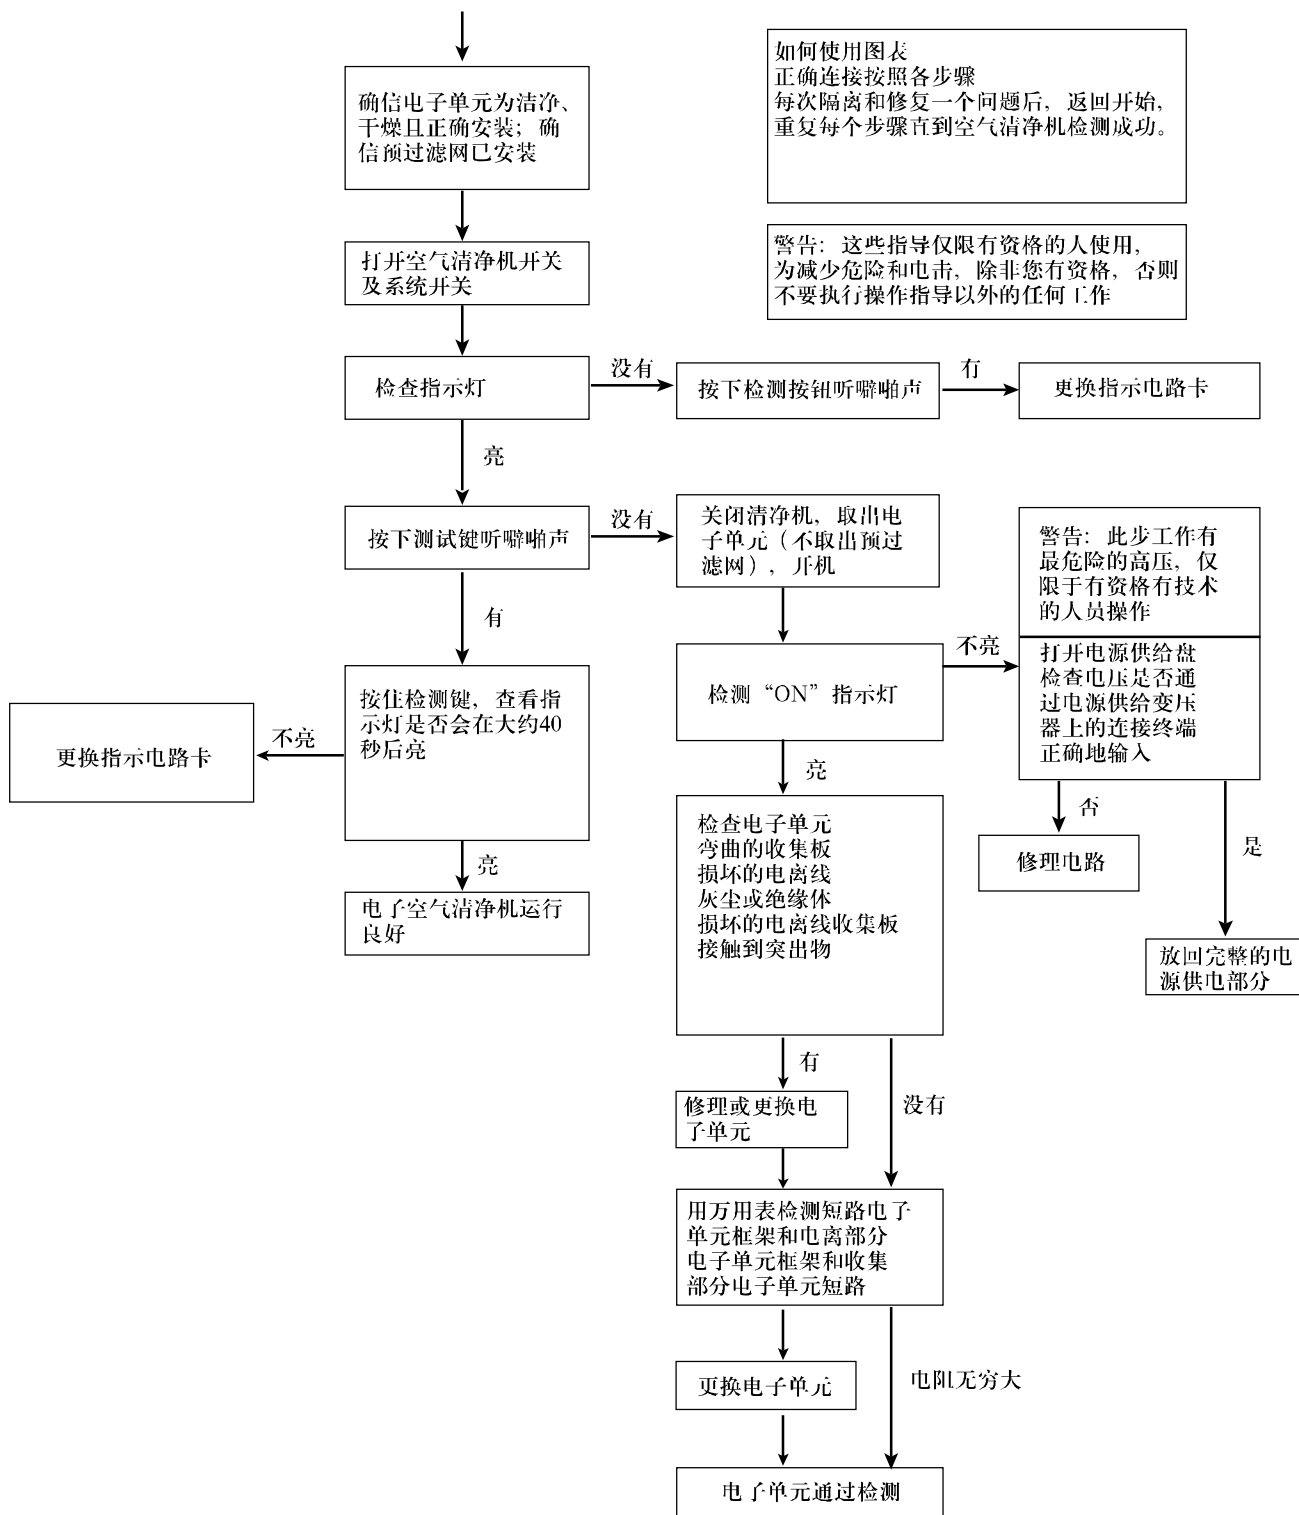 确信电子单元为洁净、
干燥且正确安装；确
信预过滤网已安装
如何使用图表
正确连接按照各步骤
每次隔离和修复一个问题后，返回开始，
重复每个步骤直到空气清净机检测成功。
警告：这些指导仅限有资格的人使用，
为减少危险和电击，除非您有资格，否则
不要执行操作指导以外的任何工作
打开空气清净机开关
及系统开关
检查指示灯
没有
按下检测按钮听噼啪声
有
更换指示电路卡
亮
按下测试键听噼啪声
没有
关闭清净机，取出电
子单元（不取出预过
滤网），开机
警告：此步工作有
最危险的高压，仅
限于有资格有技术
的人员操作
有
不亮
打开电源供给盘
检查电压是否通
过电源供给变压
器上的连接终端
正确地输入
检测“ON”指示灯
按住检测键，查看指
示灯是否会在大约40
秒后亮
不亮
更换指示电路卡
亮
否
修理电路
是
检查电子单元
弯曲的收集板
损坏的电离线
灰尘或绝缘体
损坏的电离线收集板
接触到突出物
亮
电子空气清净机运行
良好
放回完整的电
源供电部分
有
没有
修理或更换电
子单元
用万用表检测短路电子
单元框架和电离部分
电子单元框架和收集
部分电子单元短路
更换电子单元
电阻无穷大
电子单元通过检测